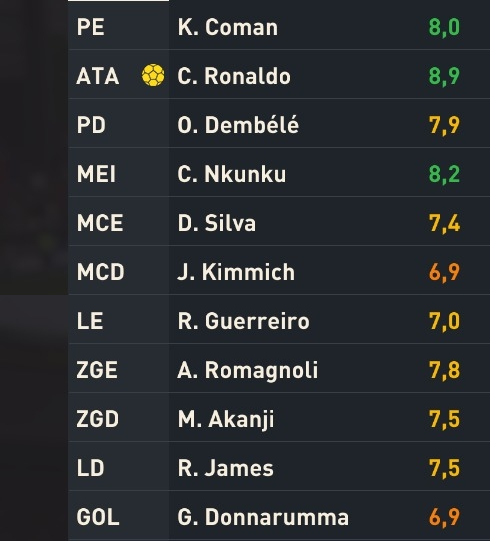 PE K. Coman 8,0
ATA C. Ronaldo 8,9
PD O. Dembélé 7,9
MEI C. Nkunku 8,2
MCE D. Silva 7,4
MCD J. Kimmich 6,9
LE R. Guerreiro 7,0
ZGE A. Romagnoli 7,8
ZGD M. Akanji 7,5
LD R. James 7,5
GOL G. Donnarumma 6,9